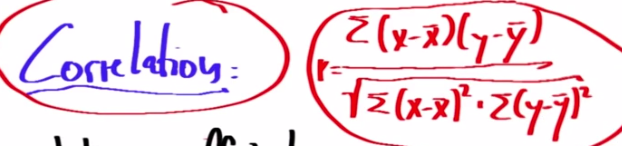 Correlation:
r = Σ(x-x̄)(y-ȳ) / √Σ(x-x̄)²·Σ(y-ȳ)²